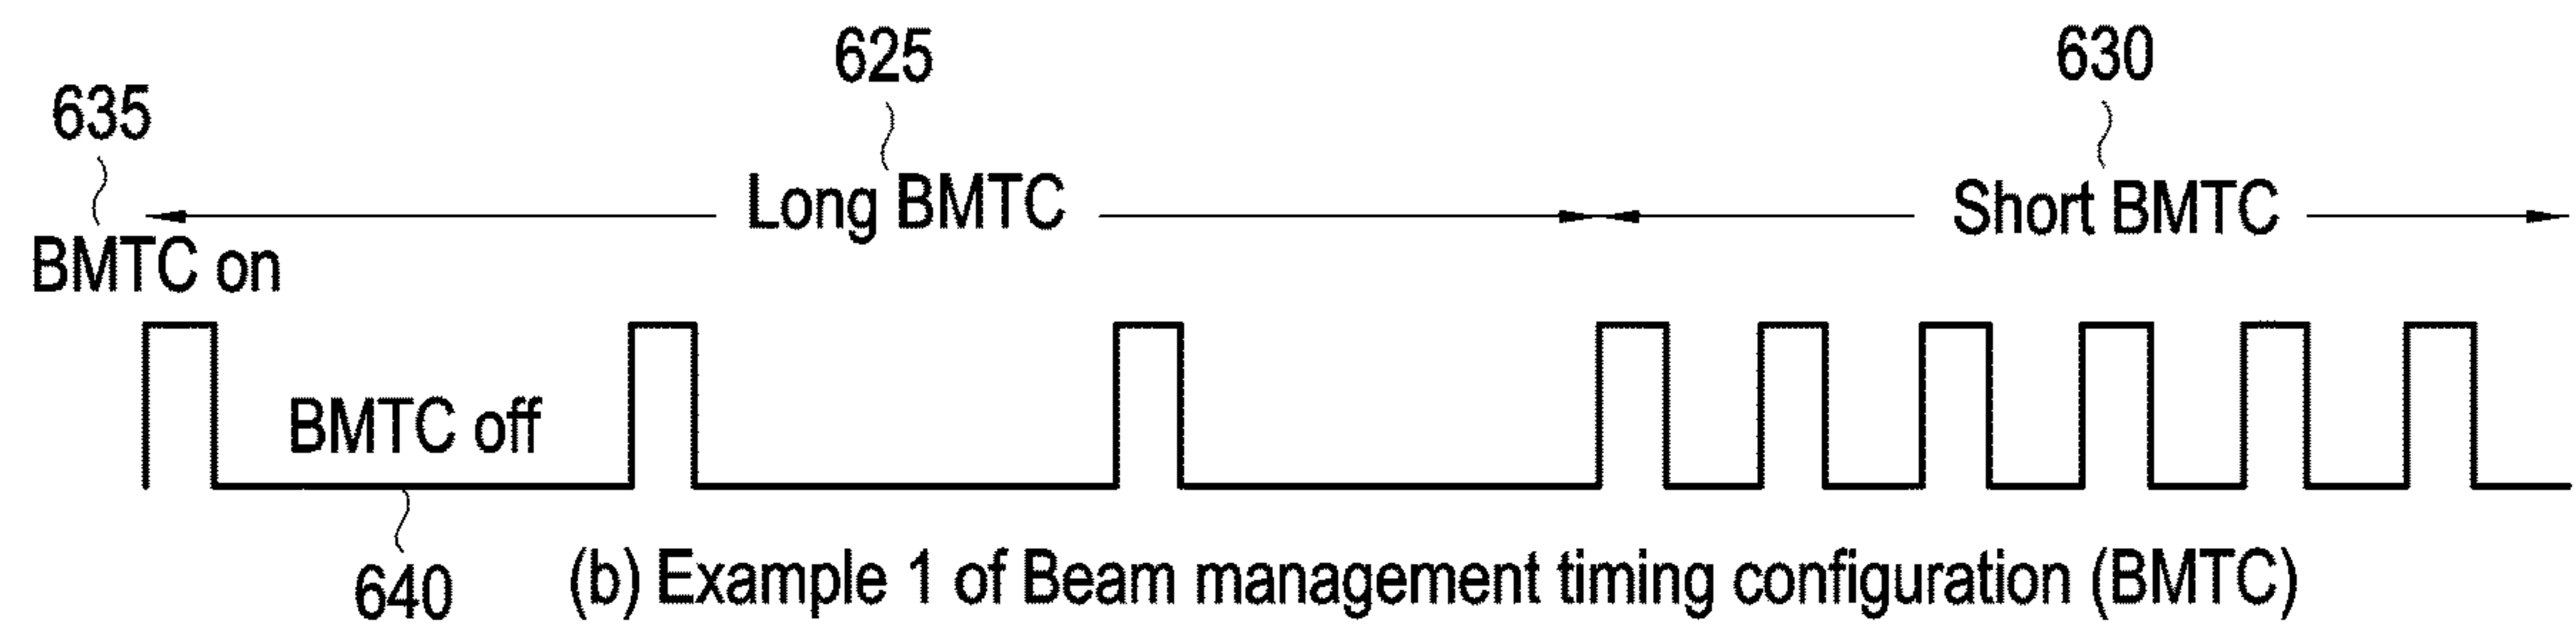 635
625
630
BMTC on
Long BMTC
Short BMTC
BMTC off
640
(b) Example 1 of Beam management timing configuration (BMTC)